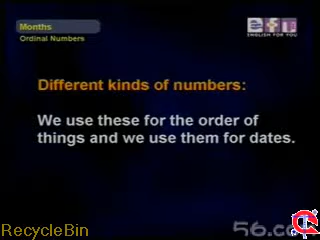 Months
Ordinal Numbers
efu
ENGLISH FOR YOU
Different kinds of numbers:
We use these for the order of
things and we use them for dates.
RecycleBin
56.co